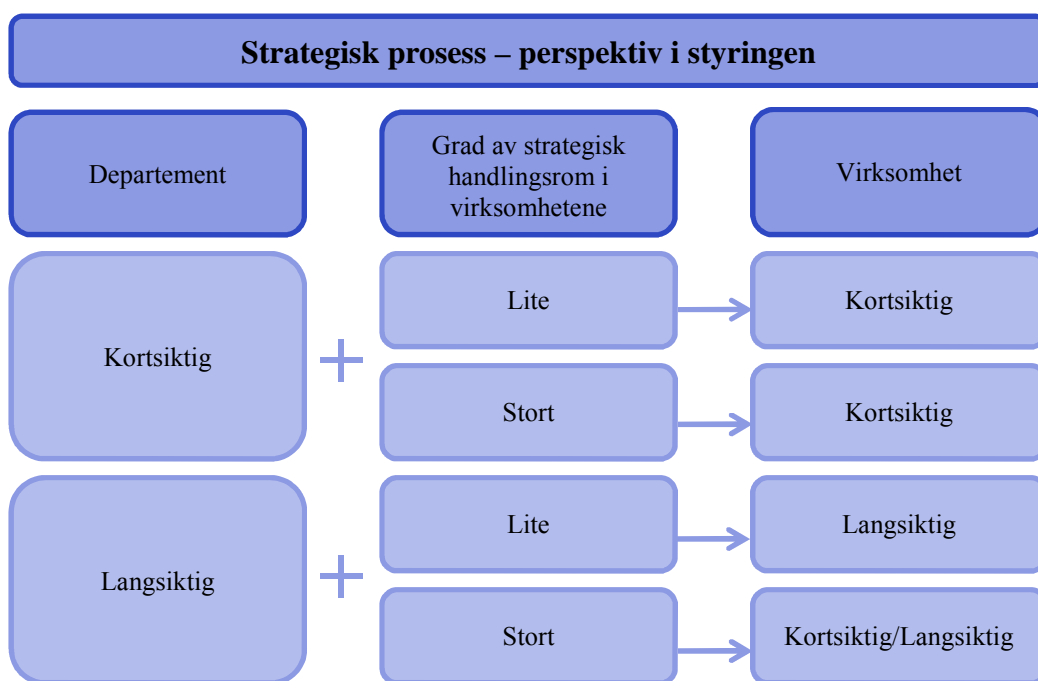 Strategisk prosess – perspektiv i styringen
Departement
Grad av strategisk
handlingsrom i
virksomhetene
Virksomhet
Kortsiktig
Lite
Kortsiktig
Stort
Kortsiktig
Langsiktig
Lite
Langsiktig
Stort
Kortsiktig/Langsiktig